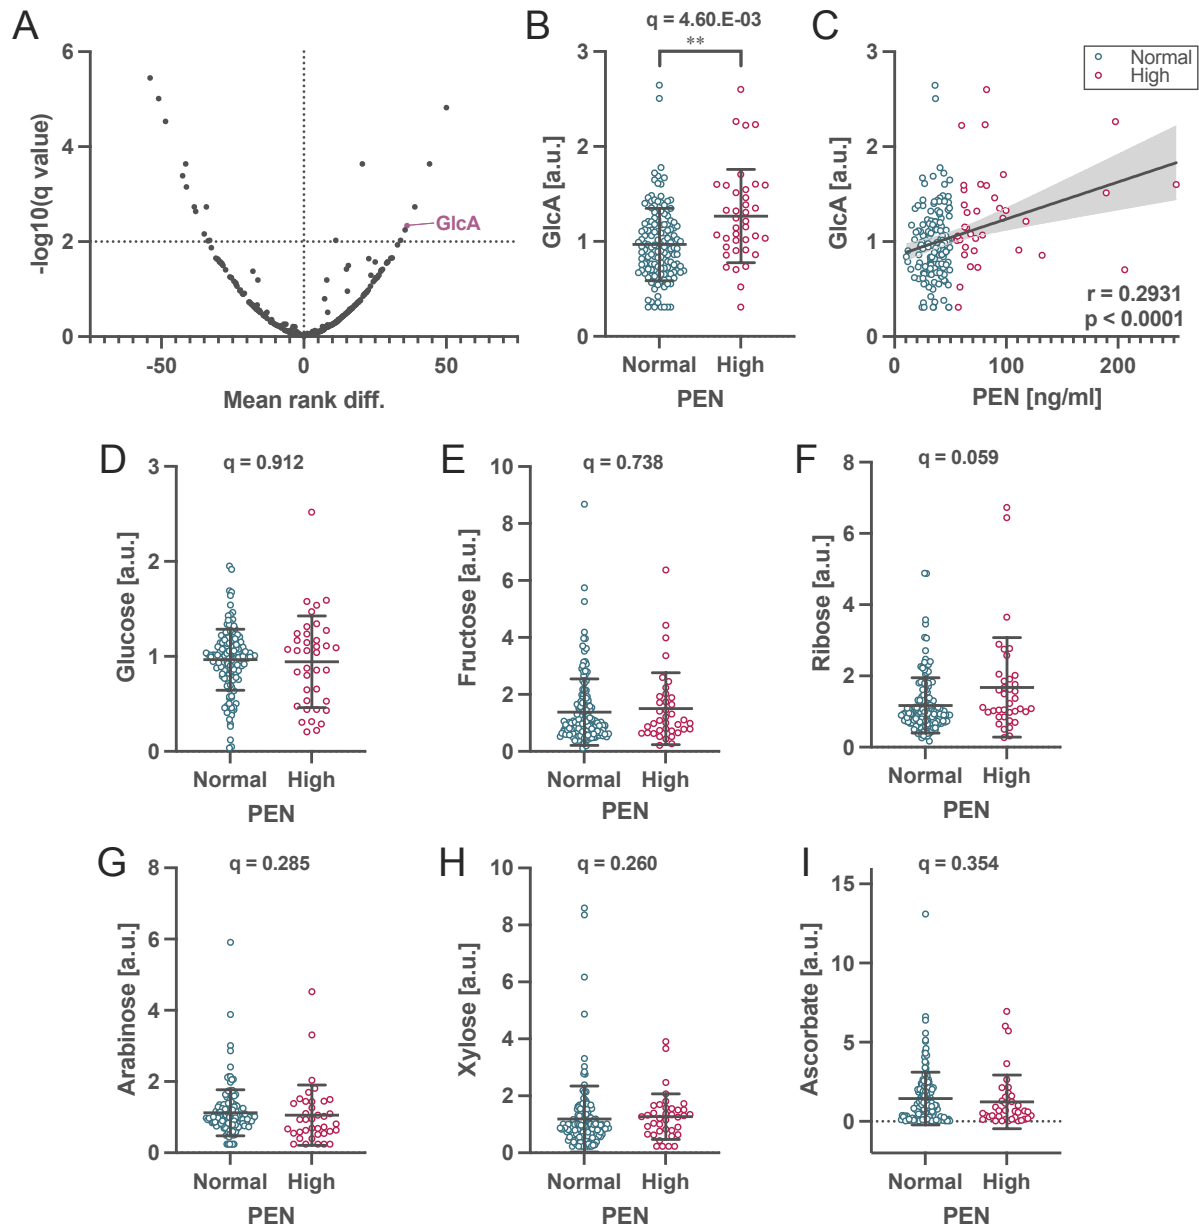 A
6
4
2
0
-log10(q value)
-50
0
50
Mean rank diff.
GlcA
B
q = 4.60.E-03
**
3
2
1
0
GlcA [a.u.]
Normal
High
PEN
C
Normal
High
3
2
1
0
GlcA [a.u.]
r = 0.2931
p < 0.0001
0
100
200
PEN [ng/ml]
D
q = 0.912
3
2
1
0
Glucose [a.u.]
Normal
High
PEN
E
q = 0.738
10
8
6
4
2
0
Fructose [a.u.]
Normal
High
PEN
F
q = 0.059
8
6
4
2
0
Ribose [a.u.]
Normal
High
PEN
G
q = 0.285
8
6
4
2
0
Arabinose [a.u.]
Normal
High
PEN
H
q = 0.260
10
8
6
4
2
0
Xylose [a.u.]
Normal
High
PEN
I
q = 0.354
15
10
5
0
Ascorbate [a.u.]
Normal
High
PEN